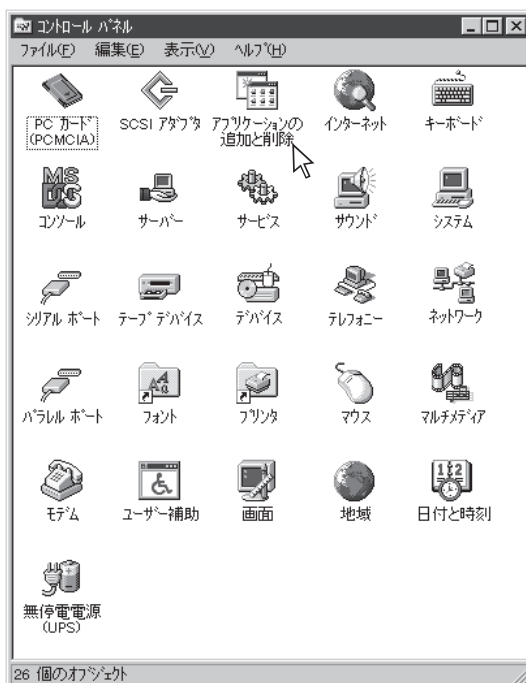 コントロール パネル
ファイル(F) 編集(E) 表示(V) ヘルプ(H)
PC カード
(PCMCIA)
SCSI アダプタ
アプリケーションの
追加と削除
インターネット
キーボード
MS
DOS
コンソール
サーバー
サービス
サウンド
システム
シリアル ポート
テープ デバイス
デバイス
テレフォニー
ネットワーク
パラレル ポート
フォント
プリンタ
マウス
マルチメディア
モデム
ユーザー補助
画面
地域
12
日付と時刻
無停電電源
(UPS)
26 個のオブジェクト